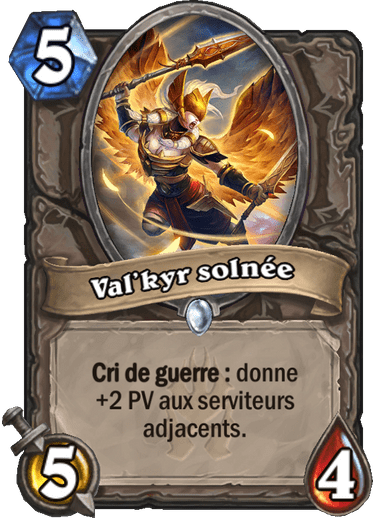 5
Val'kyr solnée
Cri de guerre : donne
+2 PV aux serviteurs
adjacents.
5
4